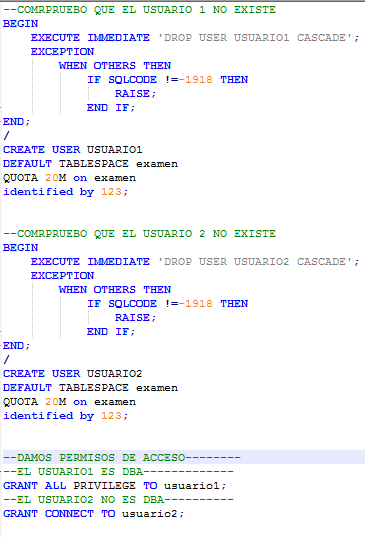 --COMRPRUEBO QUE EL USUARIO 1 NO EXISTE
BEGIN
EXECUTE IMMEDIATE 'DROP USER USUARIO1 CASCADE';
EXCEPTION
WHEN OTHERS THEN
IF SQLCODE !=-1918 THEN
RAISE;
END IF;
END;
/
CREATE USER USUARIO1
DEFAULT TABLESPACE examen
QUOTA 20M on examen
identified by 123;
--COMRPRUEBO QUE EL USUARIO 2 NO EXISTE
BEGIN
EXECUTE IMMEDIATE 'DROP USER USUARIO2 CASCADE';
EXCEPTION
WHEN OTHERS THEN
IF SQLCODE !=-1918 THEN
RAISE;
END IF;
END;
/
CREATE USER USUARIO2
DEFAULT TABLESPACE examen
QUOTA 20M on examen
identified by 123;
--DAMOS PERMISOS DE ACCESO--------
--EL USUARIO1 ES DBA-------------
GRANT ALL PRIVILEGE TO usuario1;
--EL USUARIO2 NO ES DBA----------
GRANT CONNECT TO usuario2;